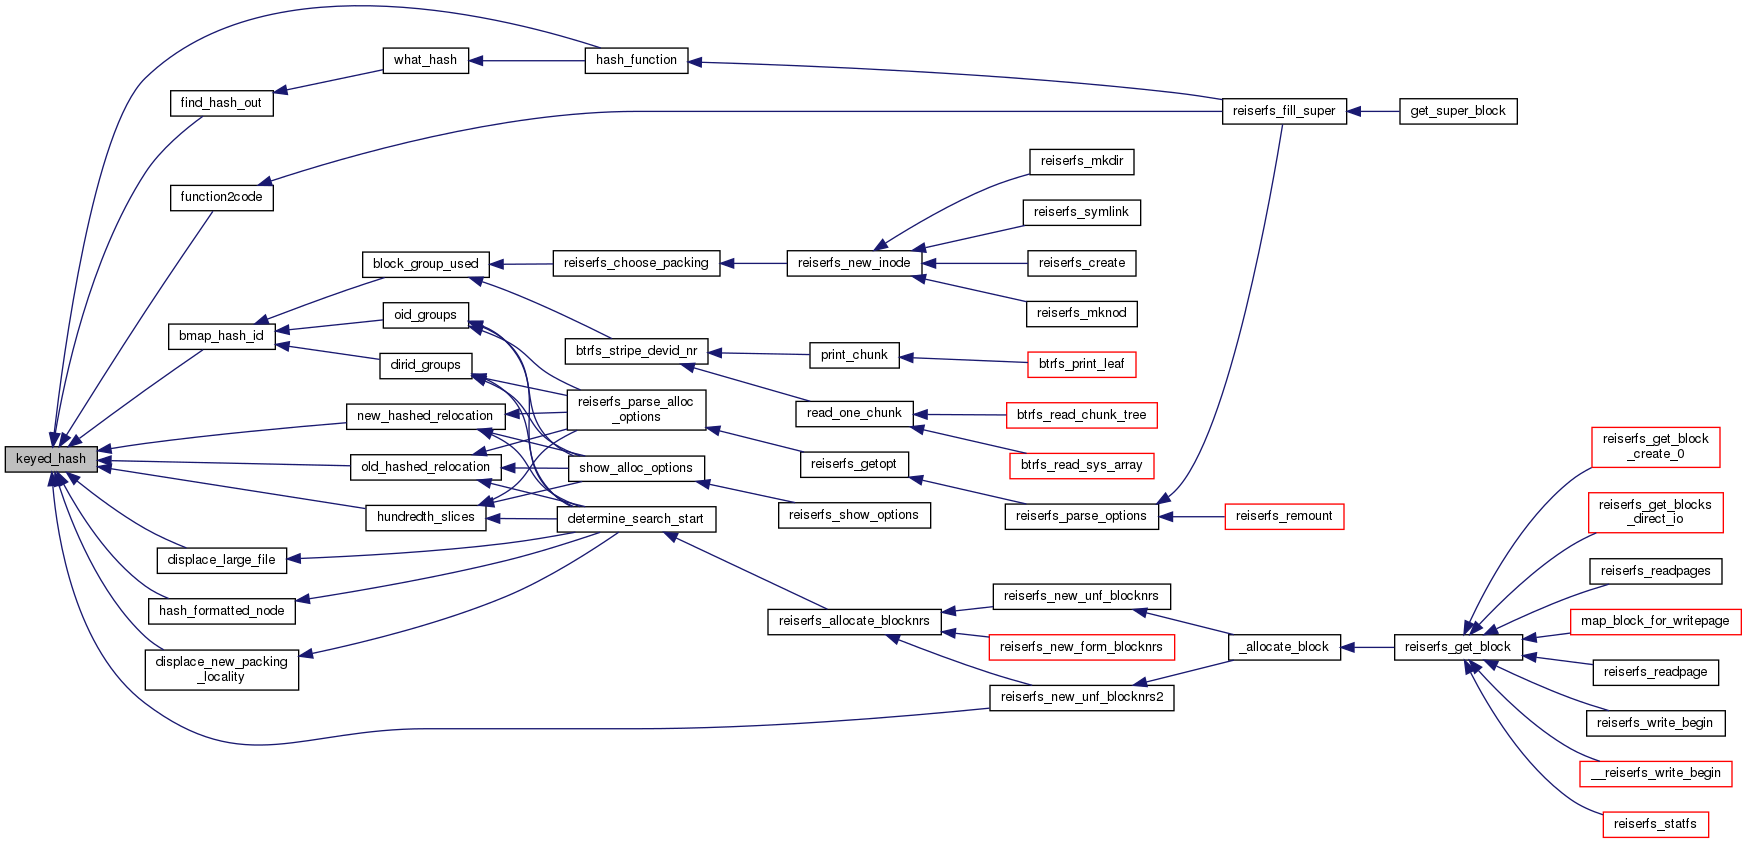 keyed_hash
find_hash_out
function2code
bmap_hash_id
displace_large_file
hash_formatted_node
displace_new_packing
_locality
what_hash
block_group_used
oid_groups
dirid_groups
new_hashed_relocation
old_hashed_relocation
hundredth_slices
hash_function
reiserfs_choose_packing
btrfs_stripe_devid_nr
reiserfs_parse_alloc
_options
show_alloc_options
determine_search_start
reiserfs_new_inode
print_chunk
read_one_chunk
reiserfs_getopt
reiserfs_show_options
reiserfs_allocate_blocknrs
reiserfs_mkdir
reiserfs_symlink
reiserfs_create
reiserfs_mknod
btrfs_print_leaf
btrfs_read_chunk_tree
btrfs_read_sys_array
reiserfs_parse_options
reiserfs_new_unf_blocknrs
reiserfs_new_form_blocknrs
reiserfs_new_unf_blocknrs2
reiserfs_fill_super
reiserfs_remount
_allocate_block
get_super_block
reiserfs_get_block
reiserfs_get_block
_create_0
reiserfs_get_blocks
_direct_io
reiserfs_readpages
map_block_for_writepage
reiserfs_readpage
reiserfs_write_begin
__reiserfs_write_begin
reiserfs_statfs